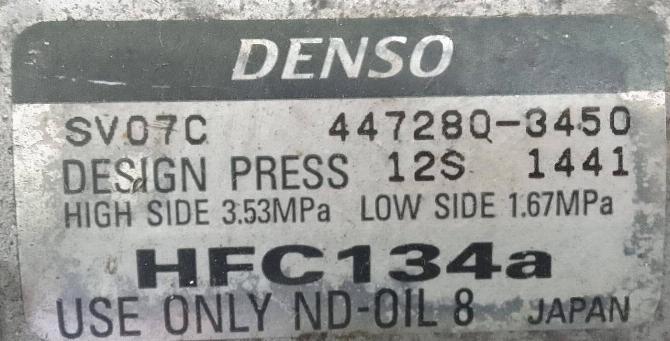 DENSO
SV07C 447280-3450
DESIGN PRESS 12S 1441
HIGH SIDE 3.53MPa LOW SIDE 1.67MPa
HFC134a
USE ONLY ND-OIL 8 JAPAN